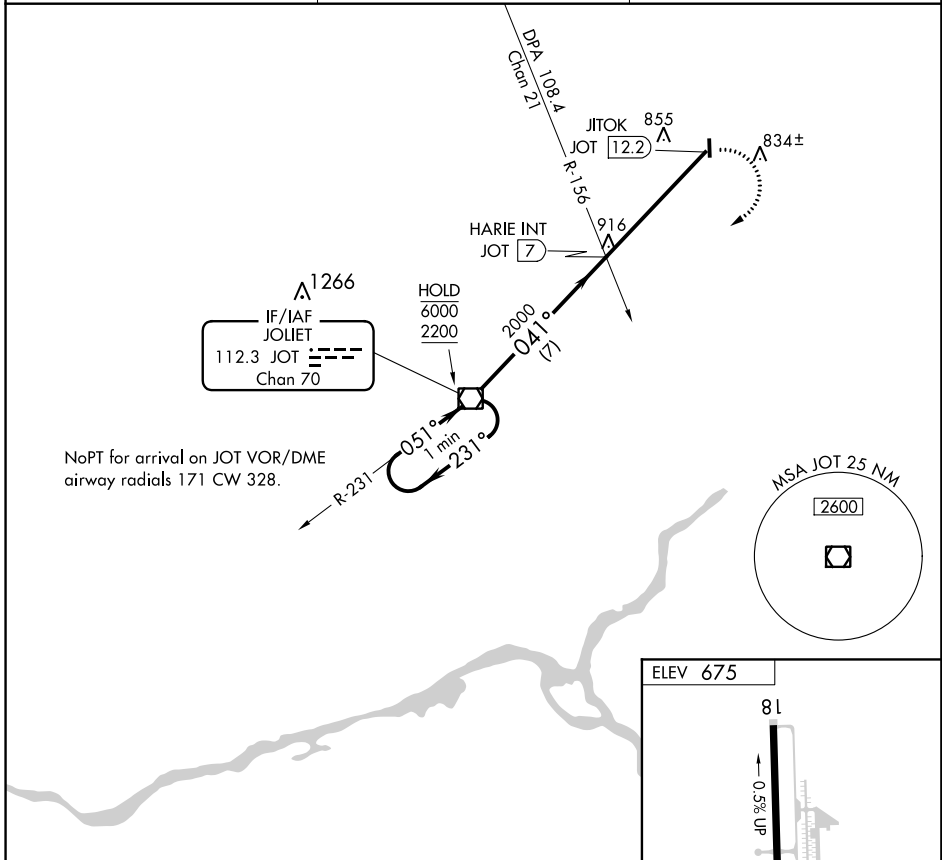 DPA 108.4
Chan 21
R-156
JITOK
JOT 12.2
855
834±
HARIE INT
JOT 7
916
1266
HOLD
6000
2200
IF/IAF
JOLIET
112.3 JOT
Chan 70
2000
041°
(7)
051°
1 min
231°
R-231
NoPT for arrival on JOT VOR/DME
airway radials 171 CW 328.
MSA JOT 25 NM
2600
ELEV 675
18
0.5% UP